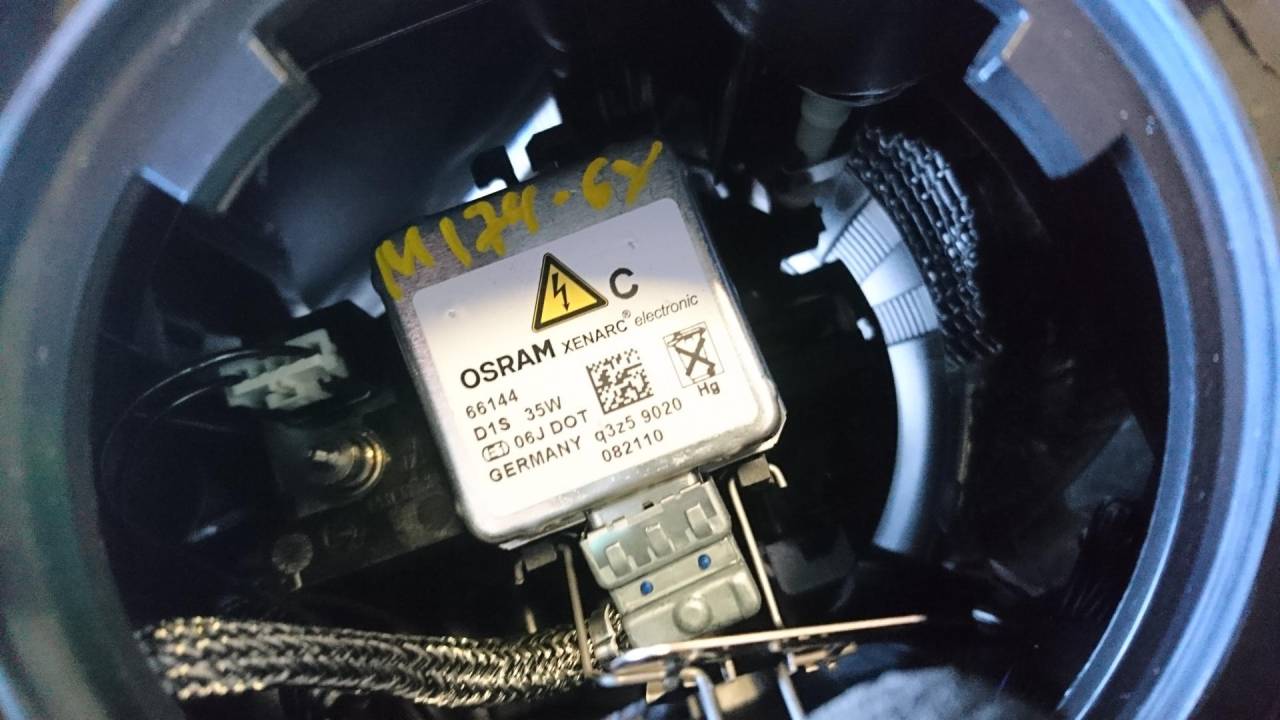 M174-6Y
C
OSRAM XENARC® electronic
66144
D1S 35W
06J DOT q3z5 9020
GERMANY 082110
Hg